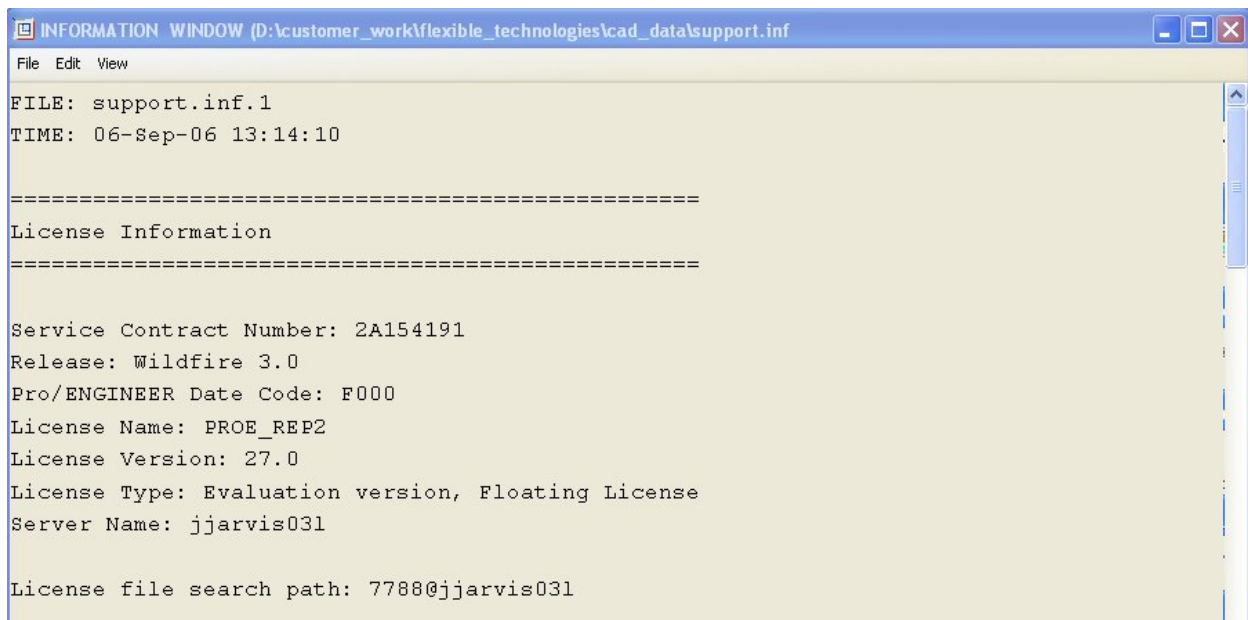 INFORMATION WINDOW (D:\customer_work\flexible_technologies\cad_data\support.inf
File Edit View
FILE: support.inf.1
TIME: 06-Sep-06 13:14:10
==================================================
License Information
==================================================
Service Contract Number: 2A154191
Release: Wildfire 3.0
Pro/ENGINEER Date Code: F000
License Name: PROE_REP2
License Version: 27.0
License Type: Evaluation version, Floating License
Server Name: jjarvis03l
License file search path: 7788@jjarvis03l